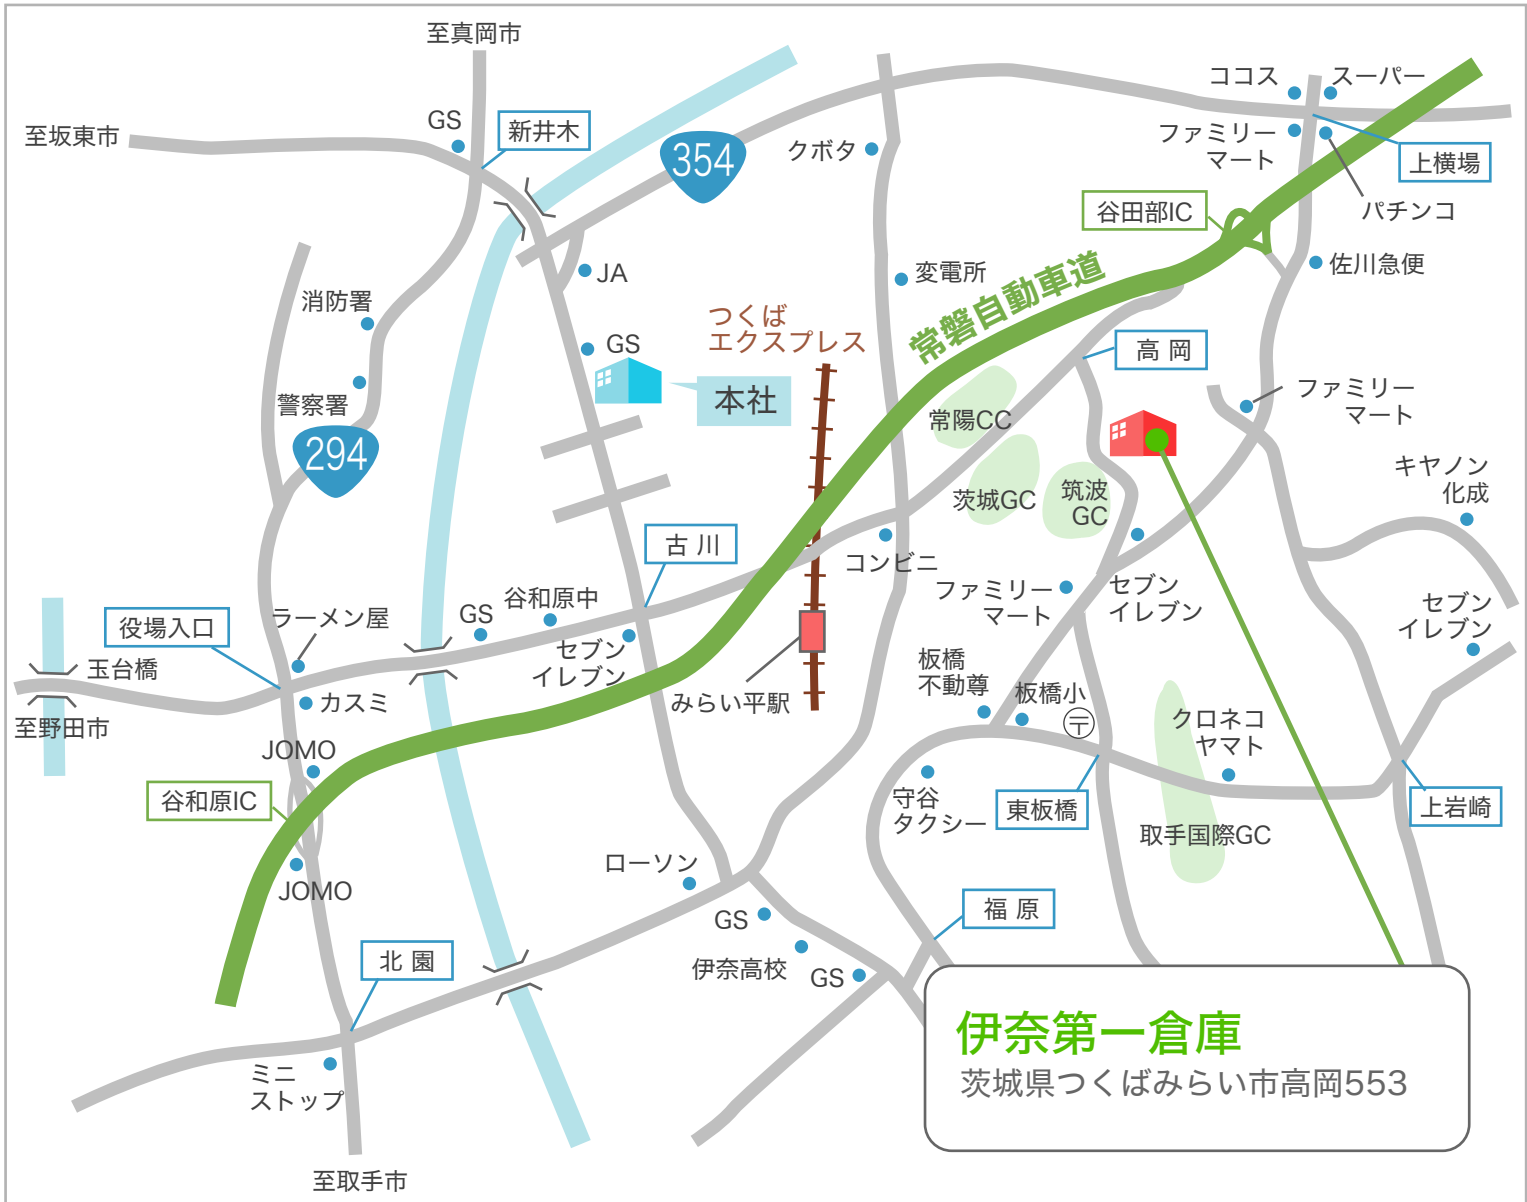 至真岡市
至坂東市
GS
新井木
354
クボタ
ココス
スーパー
ファミリー
マート
上横場
パチンコ
谷田部IC
佐川急便
JA
変電所
常磐自動車道
消防署
つくば
エクスプレス
GS
高岡
警察署
本社
常陽CC
ファミリー
マート
294
茨城GC
筑波
GC
キヤノン
化成
古川
コンビニ
谷和原中
GS
ファミリー
マート
セブン
イレブン
セブン
イレブン
役場入口
ラーメン屋
セブン
イレブン
玉台橋
板橋
不動尊
板橋小
〒
みらい平駅
カスミ
至野田市
クロネコ
ヤマト
JOMO
谷和原IC
守谷
タクシー
東板橋
上岩崎
取手国際GC
JOMO
ローソン
GS
福原
北園
伊奈高校
GS
伊奈第一倉庫
茨城県つくばみらい市高岡553
ミニ
ストップ
至取手市